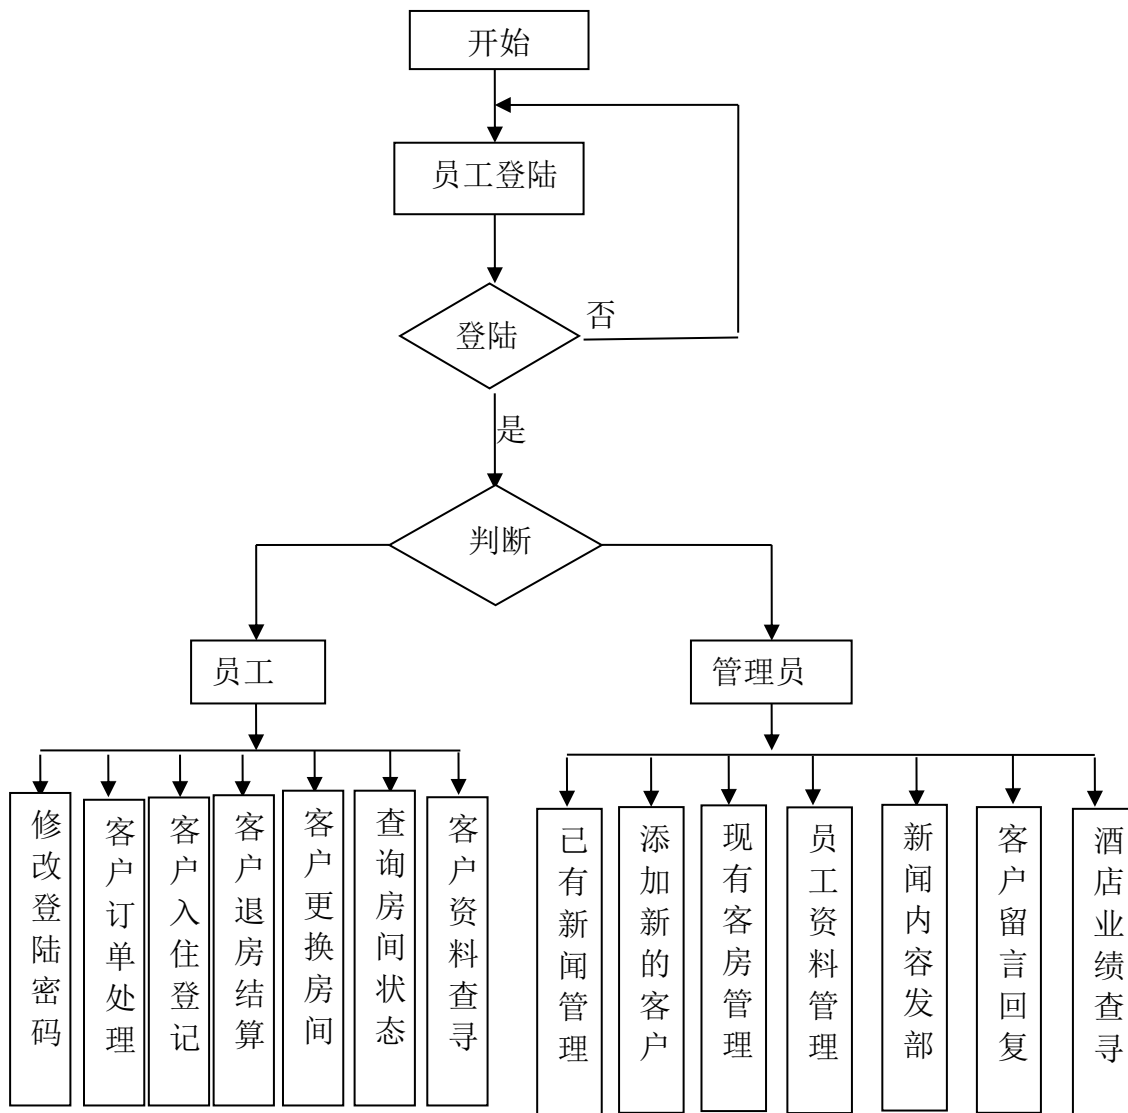 开始
员工登陆
登陆
否
是
判断
员工
管理员
修改登陆密码
客户订单处理
客户入住登记
客户退房结算
客户更换房间
查询房间状态
客户资料查寻
已有新闻管理
添加新的客户
现有客房管理
员工资料管理
新闻内容发部
客户留言回复
酒店业绩查寻